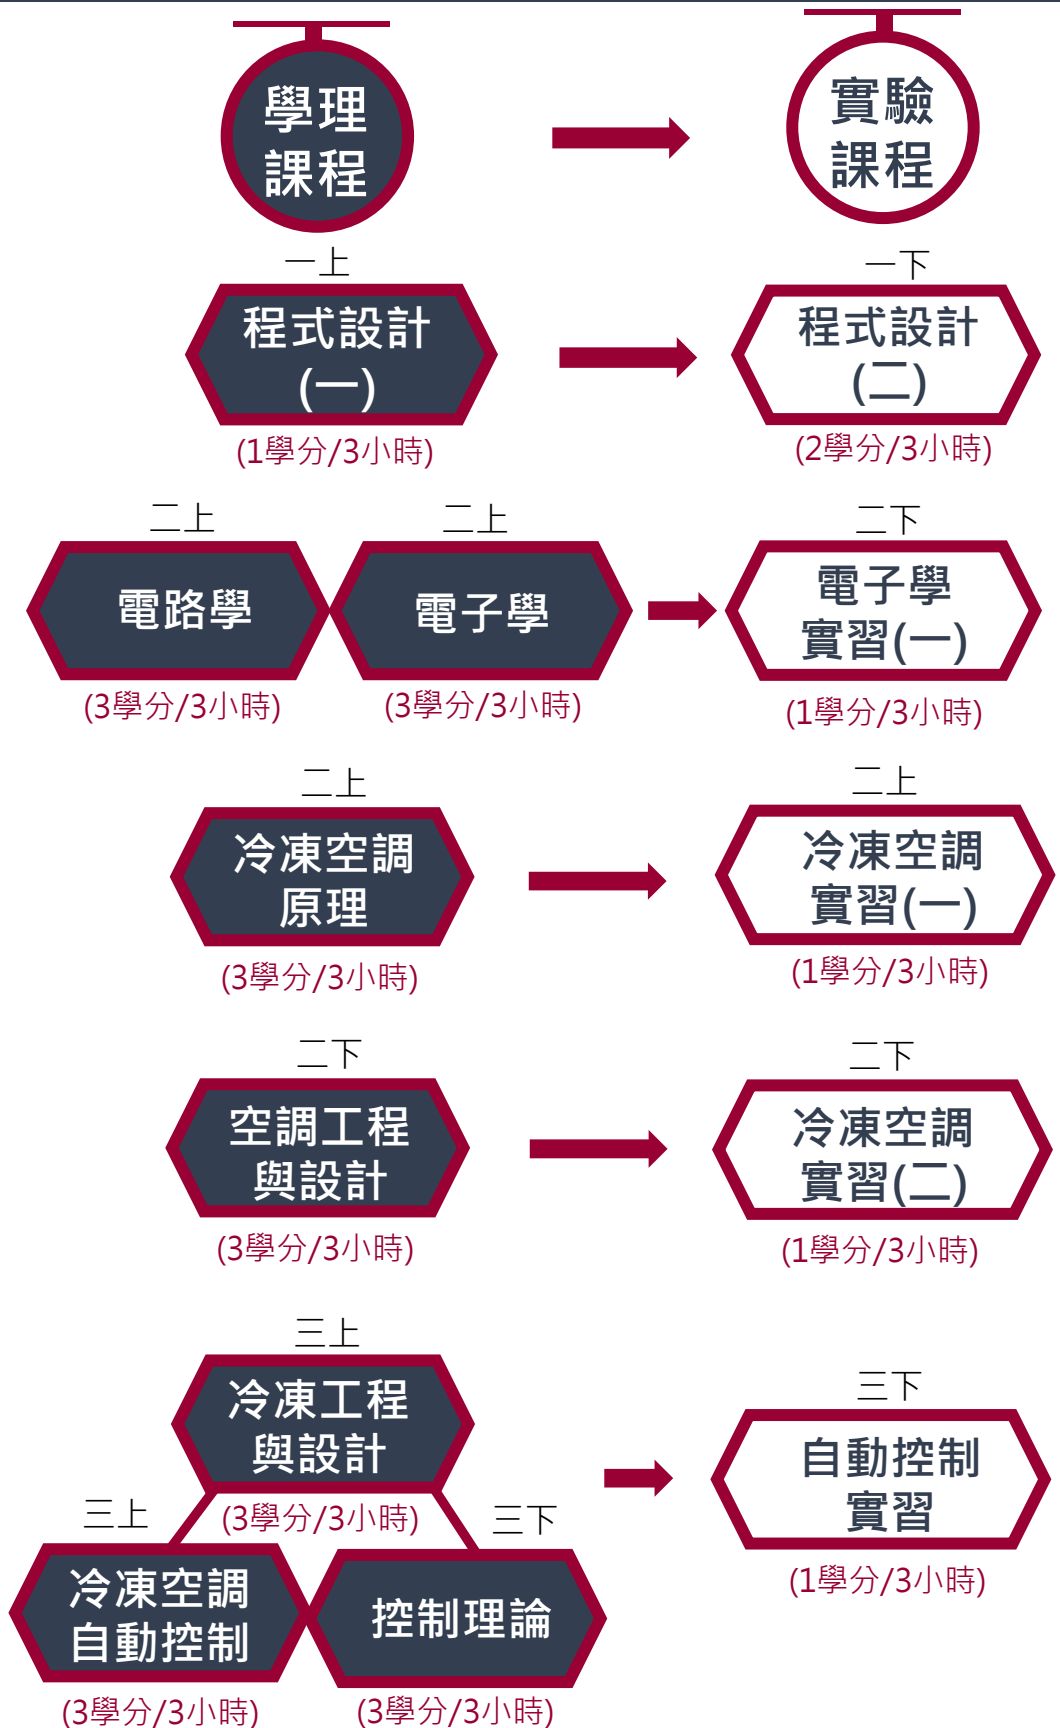 學理
課程
實驗
課程
一上
一下
程式設計
(一)
程式設計
(二)
(1學分/3小時)
(2學分/3小時)
二上
二上
二下
電路學
電子學
電子學
實習(一)
(3學分/3小時)
(3學分/3小時)
(1學分/3小時)
二上
二上
冷凍空調
原理
冷凍空調
實習(一)
(3學分/3小時)
(1學分/3小時)
二下
二下
空調工程
與設計
冷凍空調
實習(二)
(3學分/3小時)
(1學分/3小時)
三上
冷凍工程
與設計
(3學分/3小時)
三下
自動控制
實習
(1學分/3小時)
三上
三下
冷凍空調
自動控制
控制理論
(3學分/3小時)
(3學分/3小時)